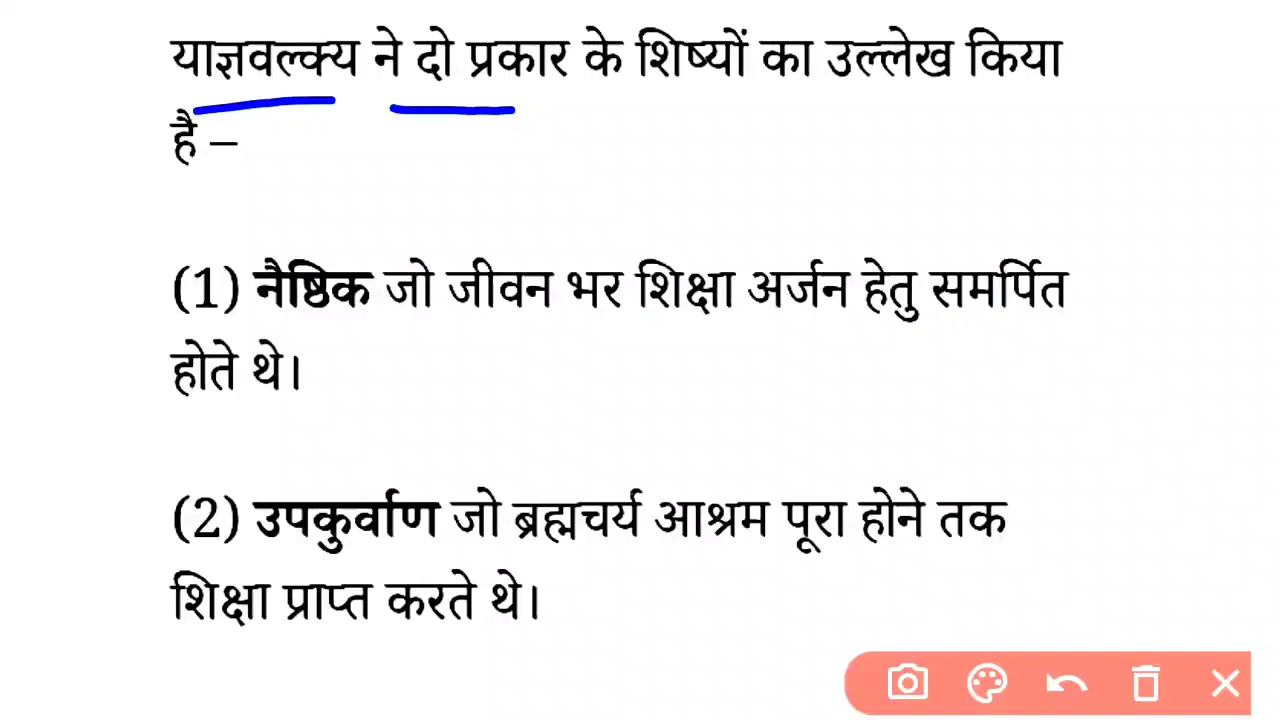 याज्ञवल्क्य ने दो प्रकार के शिष्यों का उल्लेख किया
है –
(1) नैष्ठिक जो जीवन भर शिक्षा अर्जन हेतु समर्पित
होते थे।
(2) उपकुर्वाण जो ब्रह्मचर्य आश्रम पूरा होने तक
शिक्षा प्राप्त करते थे।